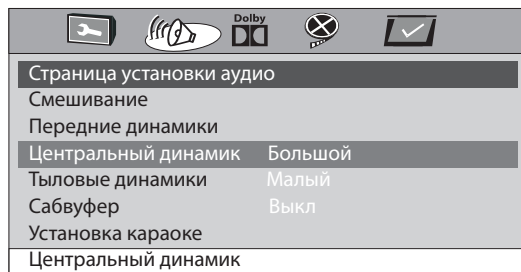 Dolby
Страница установки аудио
Смешивание
Передние динамики
Центральный динамик Большой
Тыловые динамики Малый
Сабвуфер Выкл
Установка караоке
Центральный динамик